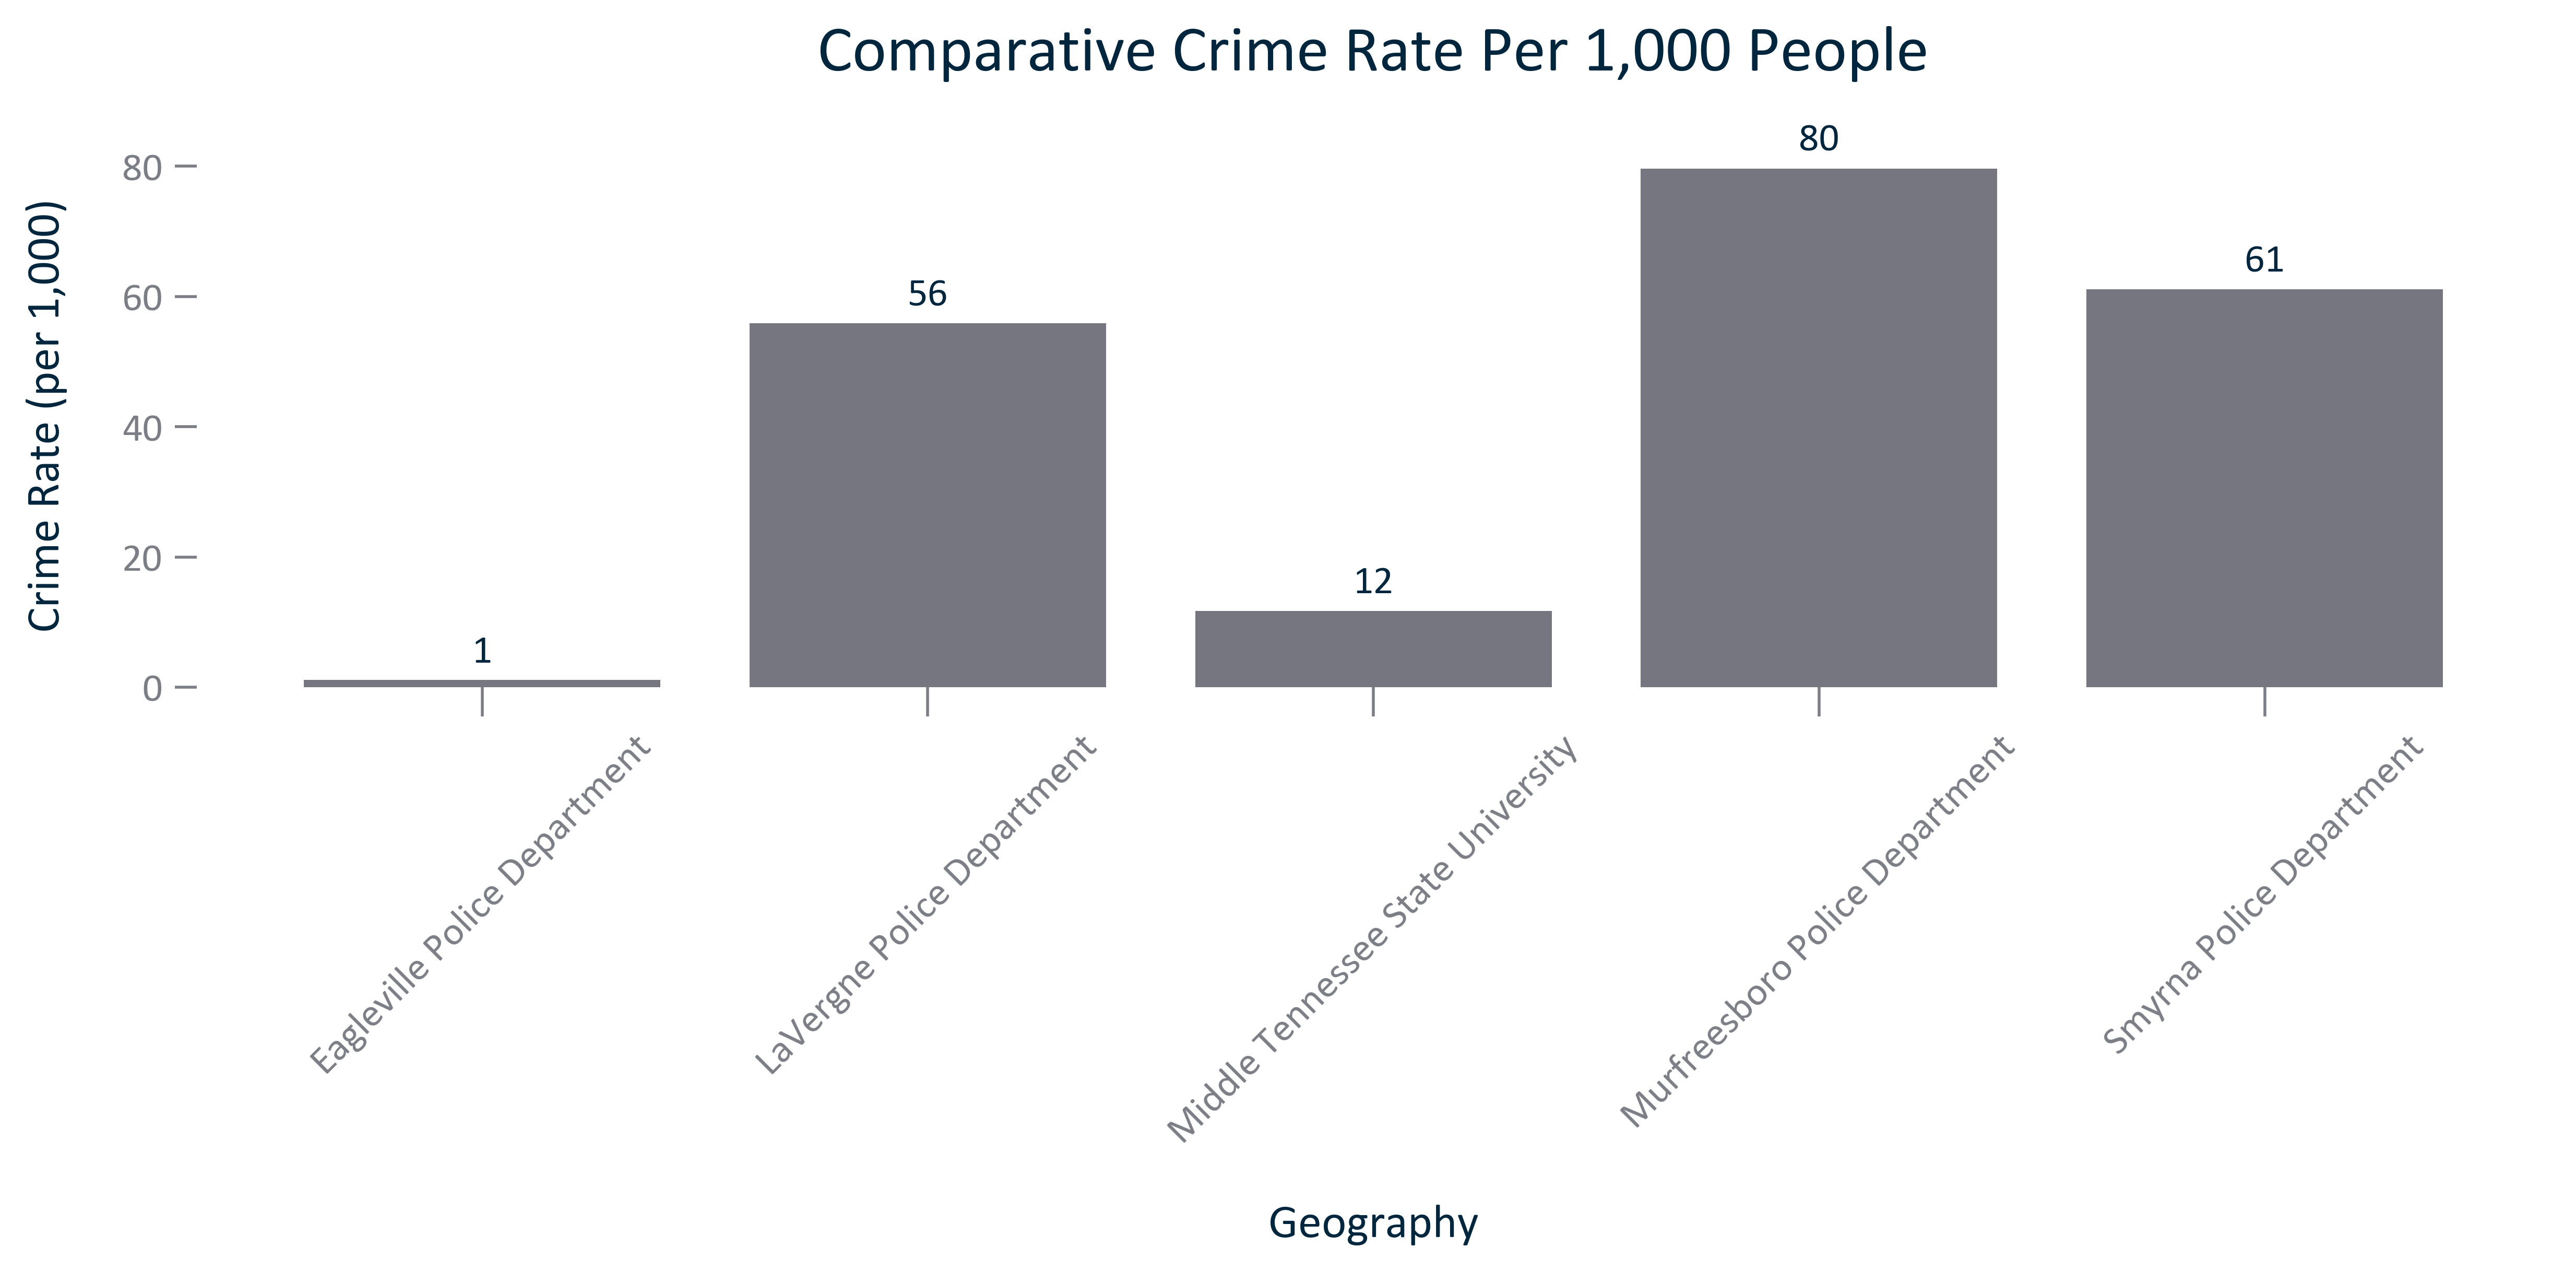 Comparative Crime Rate Per 1,000 People
Crime Rate (per 1,000)
80
60
40
20
0
1
56
12
80
61
Eagleville Police Department
LaVergne Police Department
Middle Tennessee State University
Murfreesboro Police Department
Smyrna Police Department
Geography